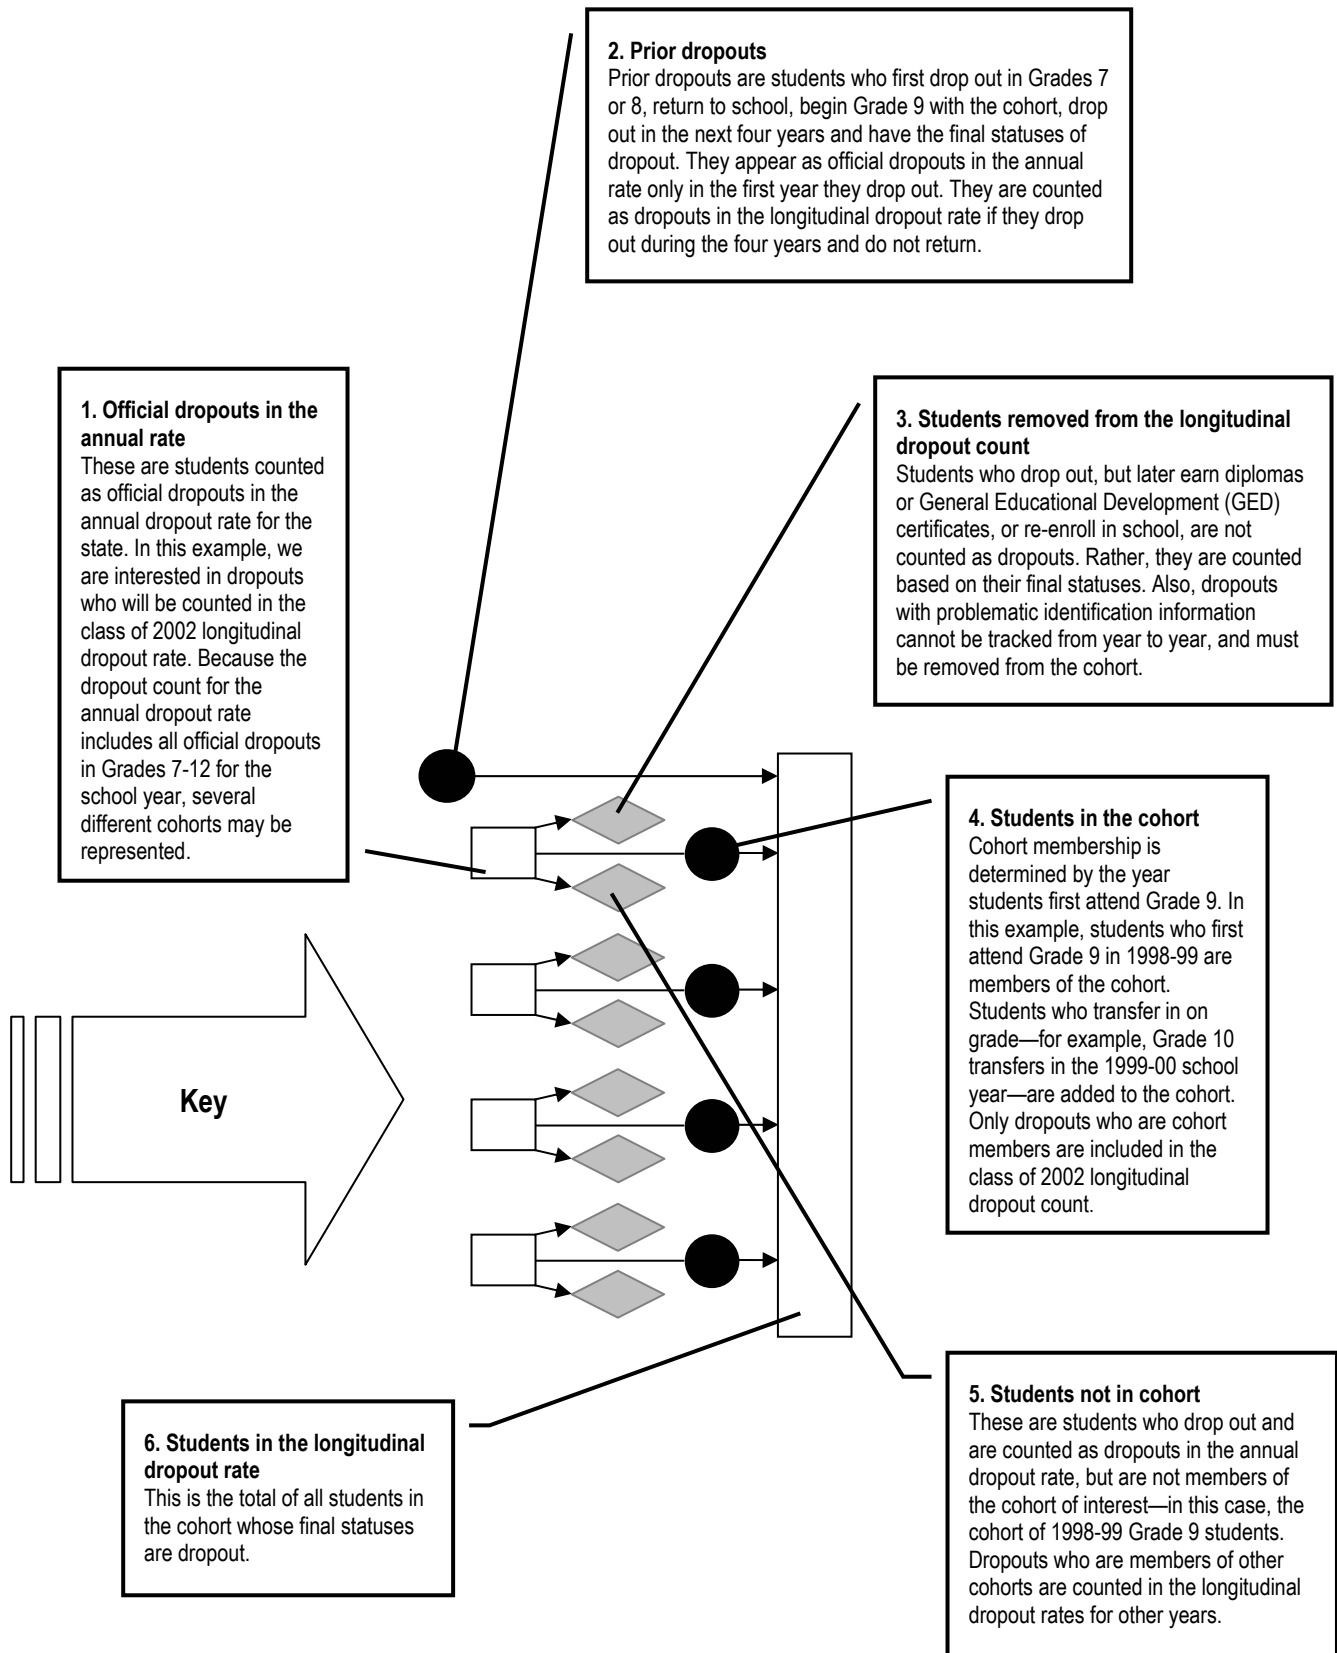 2. Prior dropouts
Prior dropouts are students who first drop out in Grades 7
or 8, return to school, begin Grade 9 with the cohort, drop
out in the next four years and have the final statuses of
dropout. They appear as official dropouts in the annual
rate only in the first year they drop out. They are counted
as dropouts in the longitudinal dropout rate if they drop
out during the four years and do not return.
1. Official dropouts in the
annual rate
These are students counted
as official dropouts in the
annual dropout rate for the
state. In this example, we
are interested in dropouts
who will be counted in the
class of 2002 longitudinal
dropout rate. Because the
dropout count for the
annual dropout rate
includes all official dropouts
in Grades 7-12 for the
school year, several
different cohorts may be
represented.
3. Students removed from the longitudinal
dropout count
Students who drop out, but later earn diplomas
or General Educational Development (GED)
certificates, or re-enroll in school, are not
counted as dropouts. Rather, they are counted
based on their final statuses. Also, dropouts
with problematic identification information
cannot be tracked from year to year, and must
be removed from the cohort.
4. Students in the cohort
Cohort membership is
determined by the year
students first attend Grade 9. In
this example, students who first
attend Grade 9 in 1998-99 are
members of the cohort.
Students who transfer in on
grade—for example, Grade 10
transfers in the 1999-00 school
year—are added to the cohort.
Only dropouts who are cohort
members are included in the
class of 2002 longitudinal
dropout count.
Key
5. Students not in cohort
These are students who drop out and
are counted as dropouts in the annual
dropout rate, but are not members of
the cohort of interest—in this case, the
cohort of 1998-99 Grade 9 students.
Dropouts who are members of other
cohorts are counted in the longitudinal
dropout rates for other years.
6. Students in the longitudinal
dropout rate
This is the total of all students in
the cohort whose final statuses
are dropout.